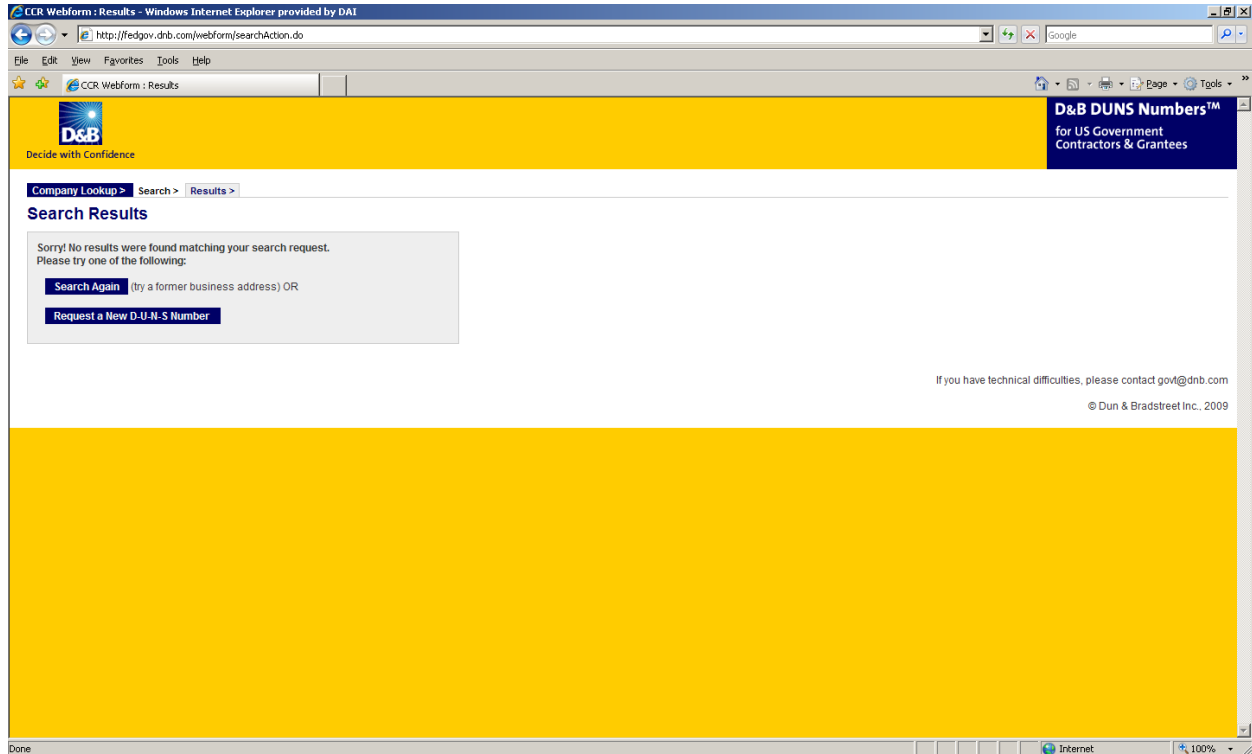 CCR Webform : Results - Windows Internet Explorer provided by DAI
http://fedgov.dnb.com/webform/searchAction.do
Google
File Edit View Favorites Tools Help
CCR Webform : Results
Page Tools »
D&B
Decide with Confidence
D&B DUNS Numbers™
for US Government
Contractors & Grantees
Company Lookup > Search > Results >
Search Results
Sorry! No results were found matching your search request.
Please try one of the following:
Search Again (try a former business address) OR
Request a New D-U-N-S Number
If you have technical difficulties, please contact govt@dnb.com
© Dun & Bradstreet Inc., 2009
Done
Internet
100%